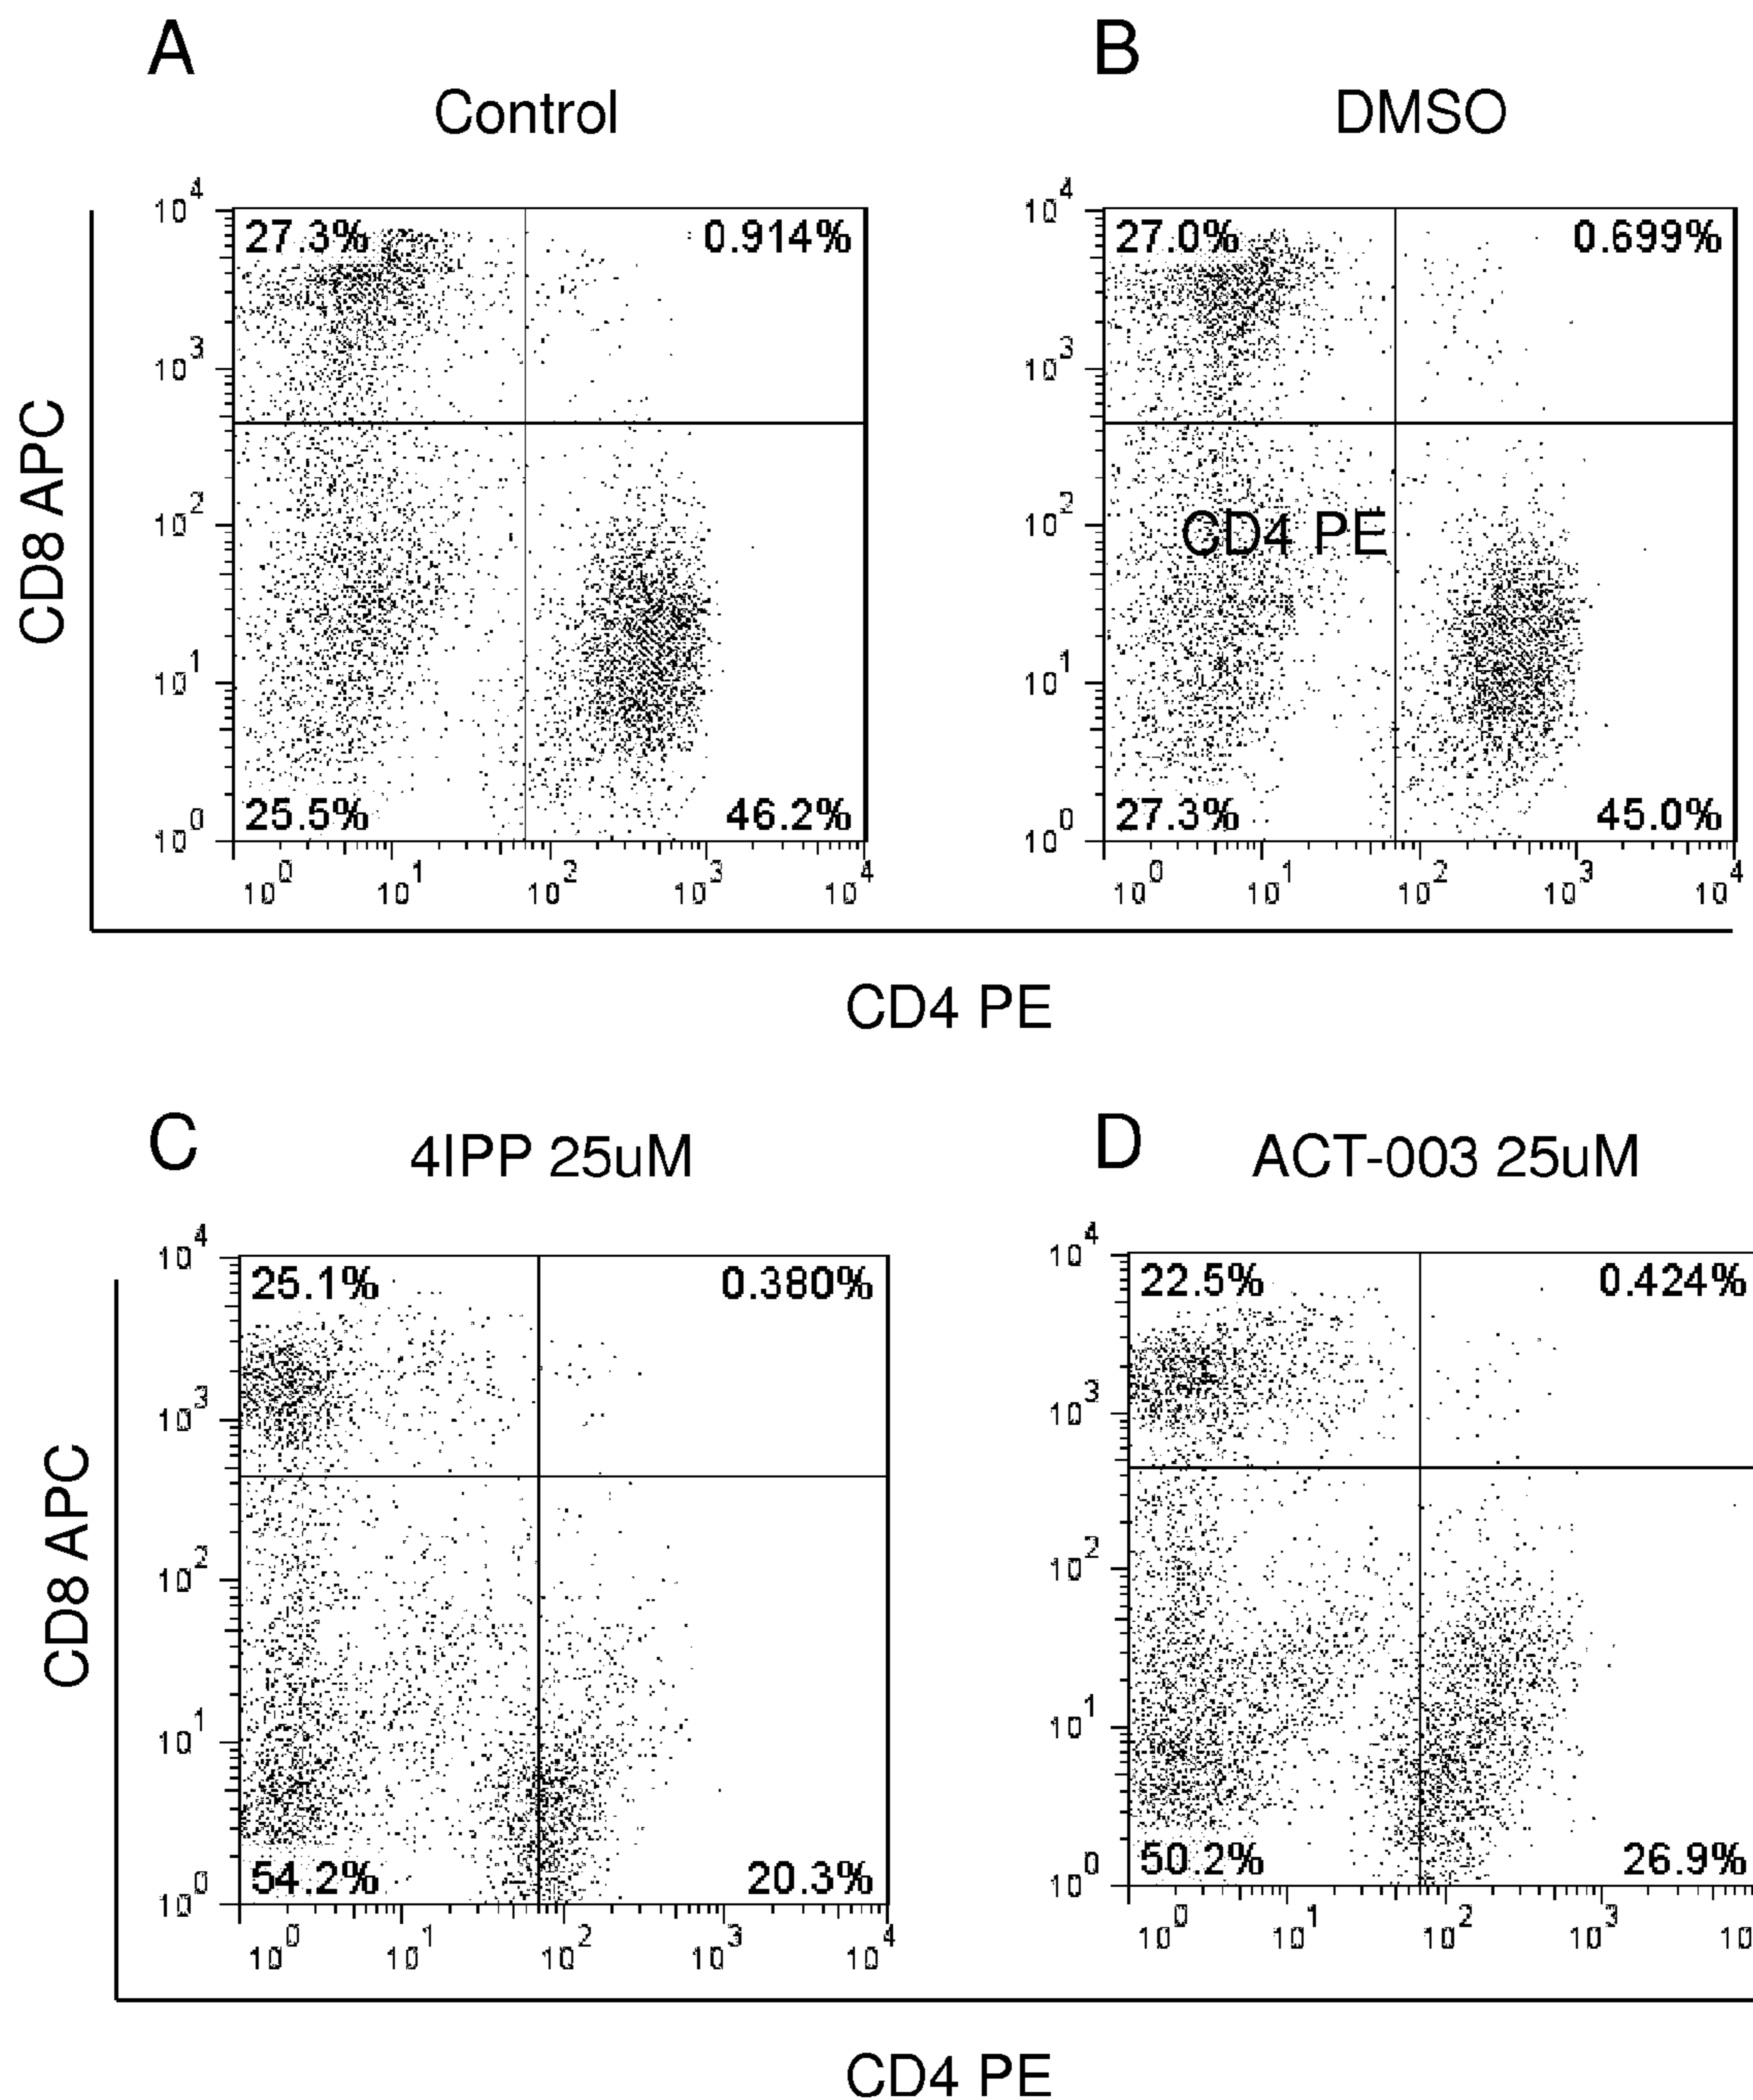 A
B
Control
DMSO
10^4
27.3%
0.914%
10^4
27.0%
0.699%
10^3
10^3
CD8 APC
10^2
10^2
CD4 PE
10^1
10^1
25.5%
46.2%
27.3%
45.0%
10^0
10^0
10^0 10^1 10^2 10^3 10^4
10^0 10^1 10^2 10^3 10^4
CD4 PE
C
D
4IPP 25uM
ACT-003 25uM
10^4
25.1%
0.380%
10^4
22.5%
0.424%
10^3
10^3
CD8 APC
10^2
10^2
10^1
10^1
54.2%
20.3%
50.2%
26.9%
10^0
10^0
10^0 10^1 10^2 10^3 10^4
10^0 10^1 10^2 10^3 10
CD4 PE